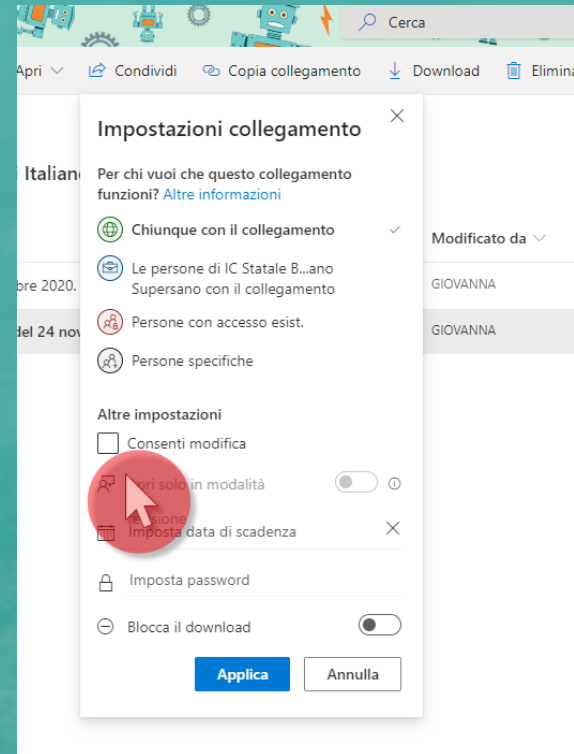 Cerca
Apri
Condividi
Copia collegamento
Download
Elimina
Impostazioni collegamento
Italian
Per chi vuoi che questo collegamento
funzioni? Altre informazioni
Chiunque con il collegamento
Modificato da
Le persone di IC Statale B...ano
Supersano con il collegamento
bre 2020.
GIOVANNA
Persone con accesso esist.
del 24 nov
GIOVANNA
Persone specifiche
Altre impostazioni
Consenti modifica
Apri solo in modalità
revisione
Imposta data di scadenza
Imposta password
Blocca il download
Applica
Annulla